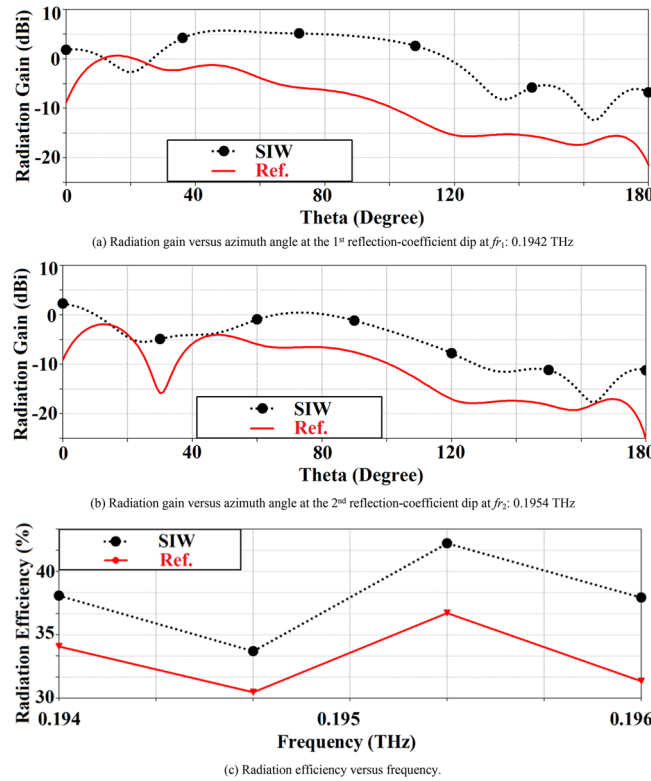 Radiation Gain (dBi)
10
0
-10
-20
SIW
Ref.
0
40
80
120
180
Theta (Degree)
(a) Radiation gain versus azimuth angle at the 1st reflection-coefficient dip at fr1: 0.1942 THz
Radiation Gain (dBi)
10
0
-10
-20
SIW
Ref.
0
40
80
120
180
Theta (Degree)
(b) Radiation gain versus azimuth angle at the 2nd reflection-coefficient dip at fr2: 0.1954 THz
Radiation Efficiency (%)
SIW
Ref.
40
35
30
0.194
0.195
0.196
Frequency (THz)
(c) Radiation efficiency versus frequency.